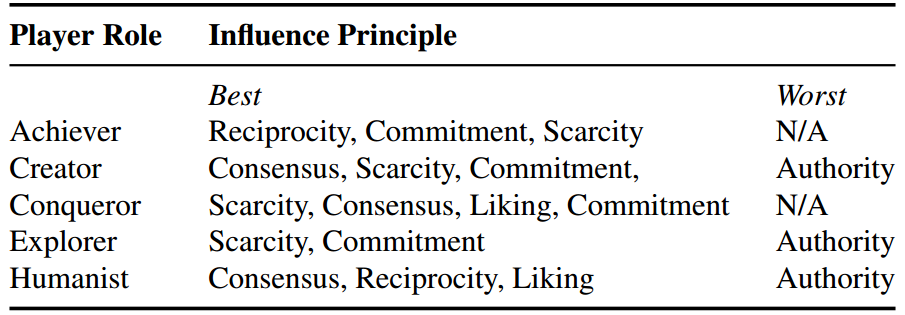 Player Role Influence Principle
Best Worst
Achiever Reciprocity, Commitment, Scarcity N/A
Creator Consensus, Scarcity, Commitment, Authority
Conqueror Scarcity, Consensus, Liking, Commitment N/A
Explorer Scarcity, Commitment Authority
Humanist Consensus, Reciprocity, Liking Authority